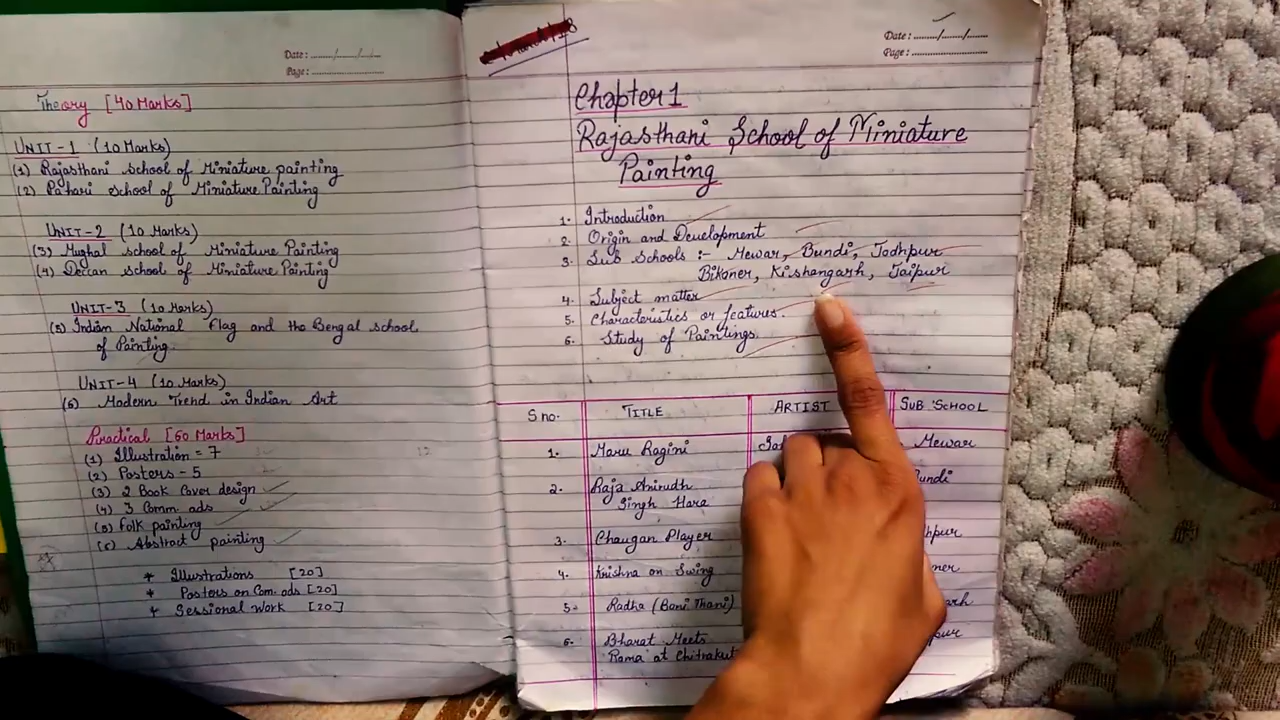 Date : ......../......./.......
Page : ........................
Theory [40 Marks]
UNIT-1 (10 Marks)
(1) Rajasthani school of Miniature painting
(2) Pahari school of Miniature Painting
UNIT-2 (10 Marks)
(3) Mughal school of Miniature Painting
(4) Deccan school of Miniature Painting
UNIT-3 (10 Marks)
(5) Indian National Flag and the Bengal school
of Painting.
UNIT-4 (10 Marks)
(6) Modern Trend in Indian Art
Practical [60 Marks]
(1) Illustration = 7
(2) Posters - 5
(3) 2 Book Cover design
(4) 3 Comm. ads
(5) Folk painting
(6) Abstract painting
+ Illustrations [20]
+ Posters on Com. ads [20]
+ Sessional Work [20]
Date : ......../......./.......
Page : ........................
Chapter 1
Rajasthani School of Miniature
Painting
1. Introduction
2. Origin and Development
3. Sub Schools :- Mewar, Bundi, Jodhpur
Bikaner, Kishengarh, Jaipur
4. Subject matter
5. Characteristics or features.
6. Study of Paintings.
S no. TITLE ARTIST SUB SCHOOL
1. Maru Ragini Mewar
2. Raja Anirudh
Singh Hara
3. Chaugan Player
4. Krishna on Swing
5. Radha (Bani Thani)
6. Bharat Meets
Rama at Chitrakut